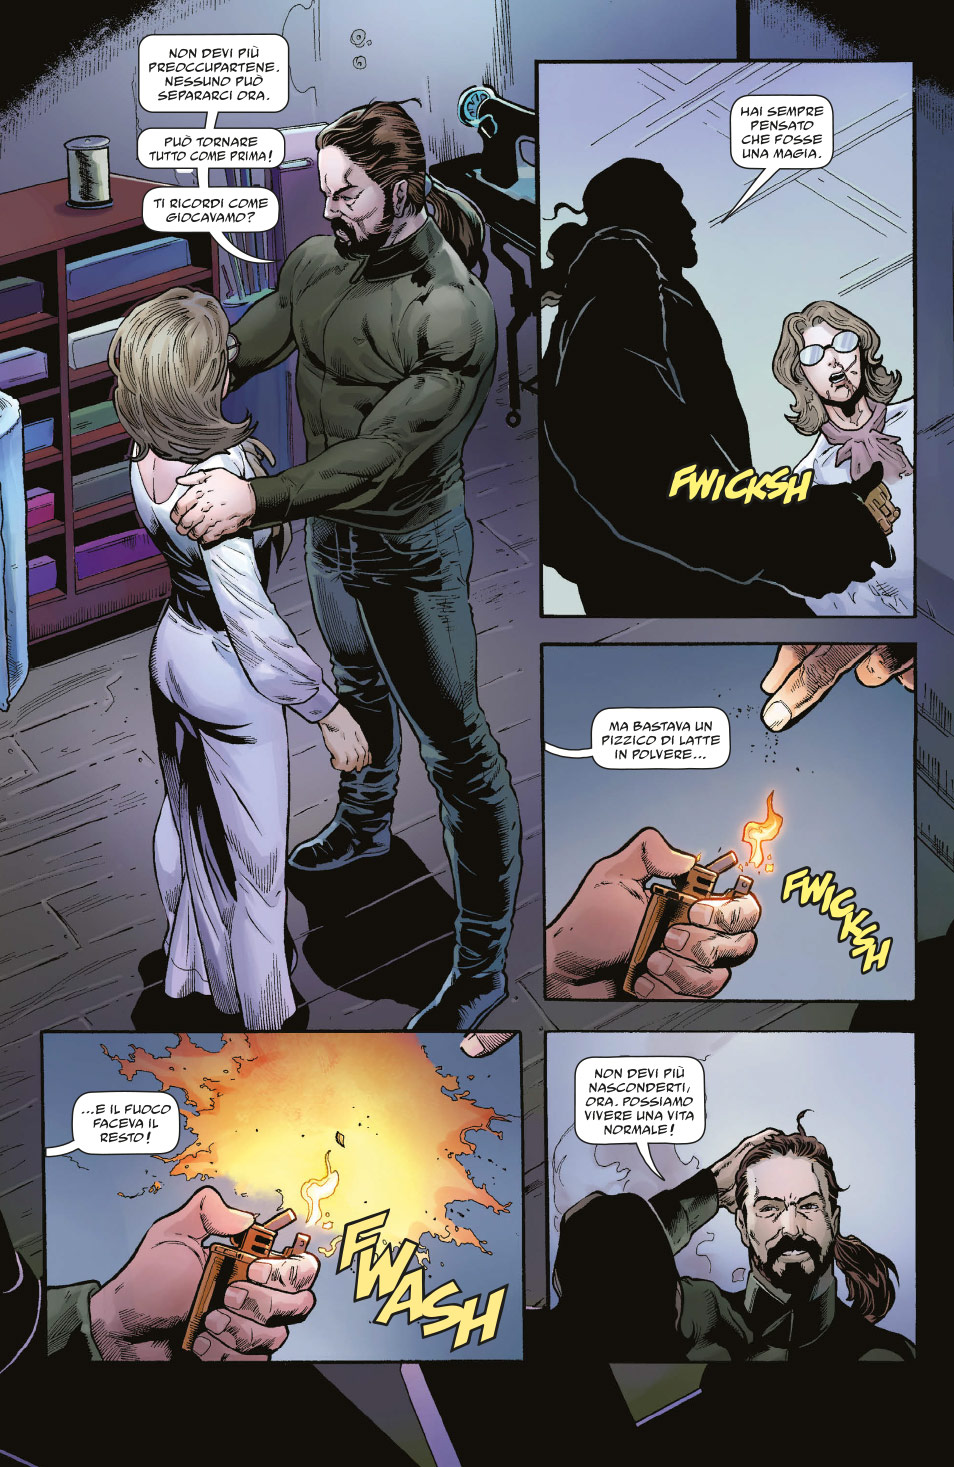 NON DEVI PIÙ
PREOCCUPARTENE.
NESSUNO PUÒ
SEPARARCI ORA.
PUÒ TORNARE
TUTTO COME PRIMA!
TI RICORDI COME
GIOCAVAMO?
HAI SEMPRE
PENSATO
CHE FOSSE
UNA MAGIA.
FWICKSH
MA BASTAVA UN
PIZZICO DI LATTE
IN POLVERE...
FWICKSH
...E IL FUOCO
FACEVA IL
RESTO!
FWASH
NON DEVI PIÙ
NASCONDERTI,
ORA. POSSIAMO
VIVERE UNA VITA
NORMALE!